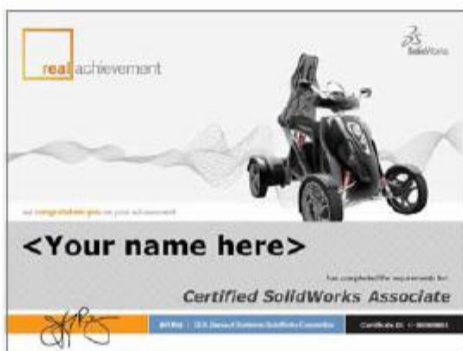 real achievement
SolidWorks
we congratulate you on your achievement
<Your name here>
has completed the requirements for
Certified SolidWorks Associate